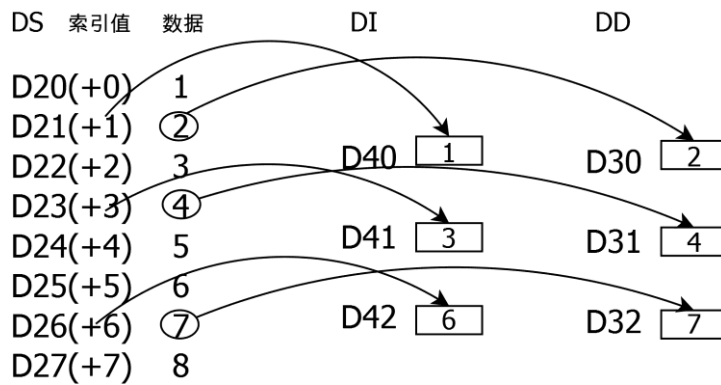 DS 索引值 数据 DI DD
D20(+0) 1
D21(+1) 2
D22(+2) 3 D40 1 D30 2
D23(+3) 4
D24(+4) 5 D41 3 D31 4
D25(+5) 6
D26(+6) 7 D42 6 D32 7
D27(+7) 8